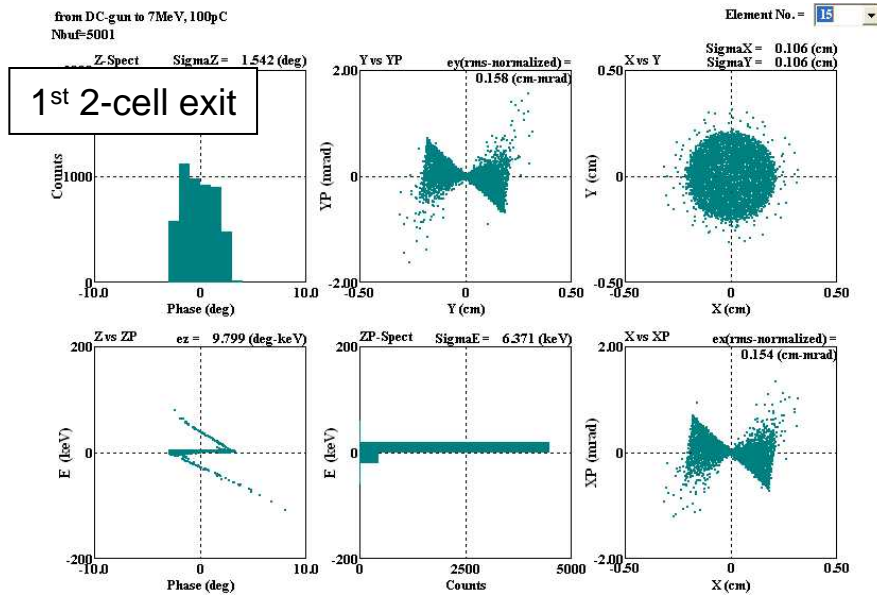 from DC-gun to 7MeV, 100pC
Element No. = 15
Nbuf=5001
Z-Spect SigmaZ = 1.542 (deg)
1st 2-cell exit
Counts
1000
0
-10.0 0 10.0
Phase (deg)
Y vs YP ey(rms-normalized) =
0.158 (cm-mrad)
2.00
YP (mrad)
0
-2.00
-0.50 0 0.50
Y (cm)
SigmaX = 0.106 (cm)
SigmaY = 0.106 (cm)
X vs Y
0.50
Y (cm)
0
-0.50
-0.50 0 0.50
X (cm)
Z vs ZP ez = 9.799 (deg-keV)
200
E (keV)
0
-200
-10.0 0 10.0
Phase (deg)
ZP-Spect SigmaE = 6.371 (keV)
200
E (keV)
0
-200
0 2500 5000
Counts
X vs XP ex(rms-normalized) =
0.154 (cm-mrad)
2.00
XP (mrad)
0
-2.00
-0.50 0 0.50
X (cm)